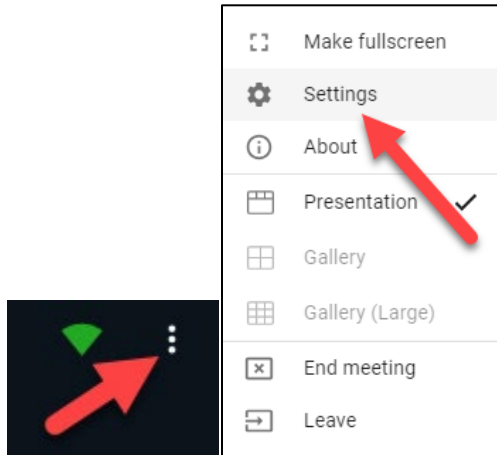 Make fullscreen
Settings
About
Presentation
Gallery
Gallery (Large)
End meeting
Leave